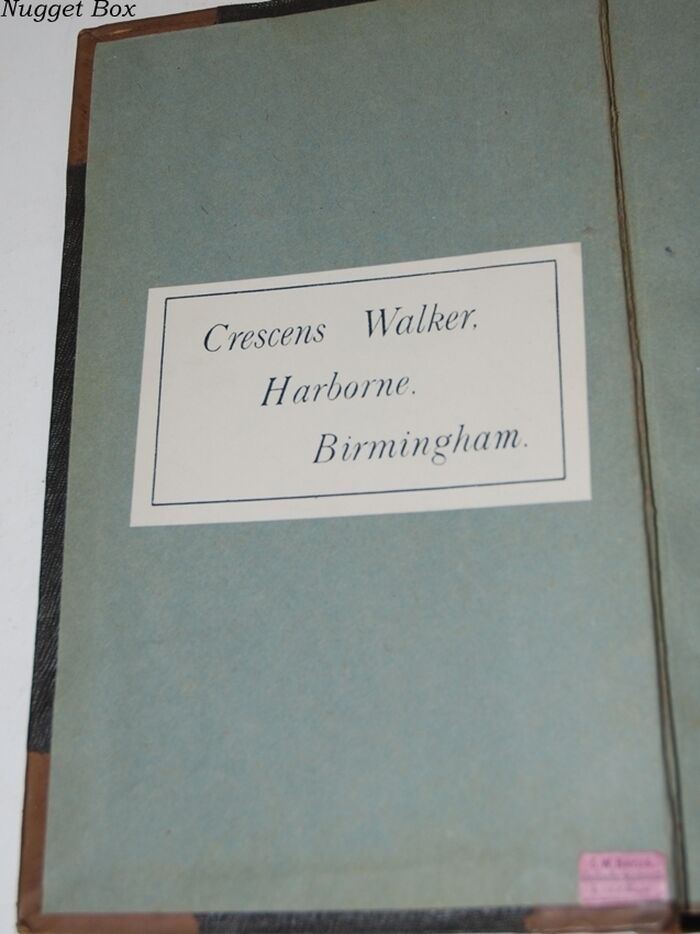 Nugget Box
Crescens Walker,
Harborne.
Birmingham.